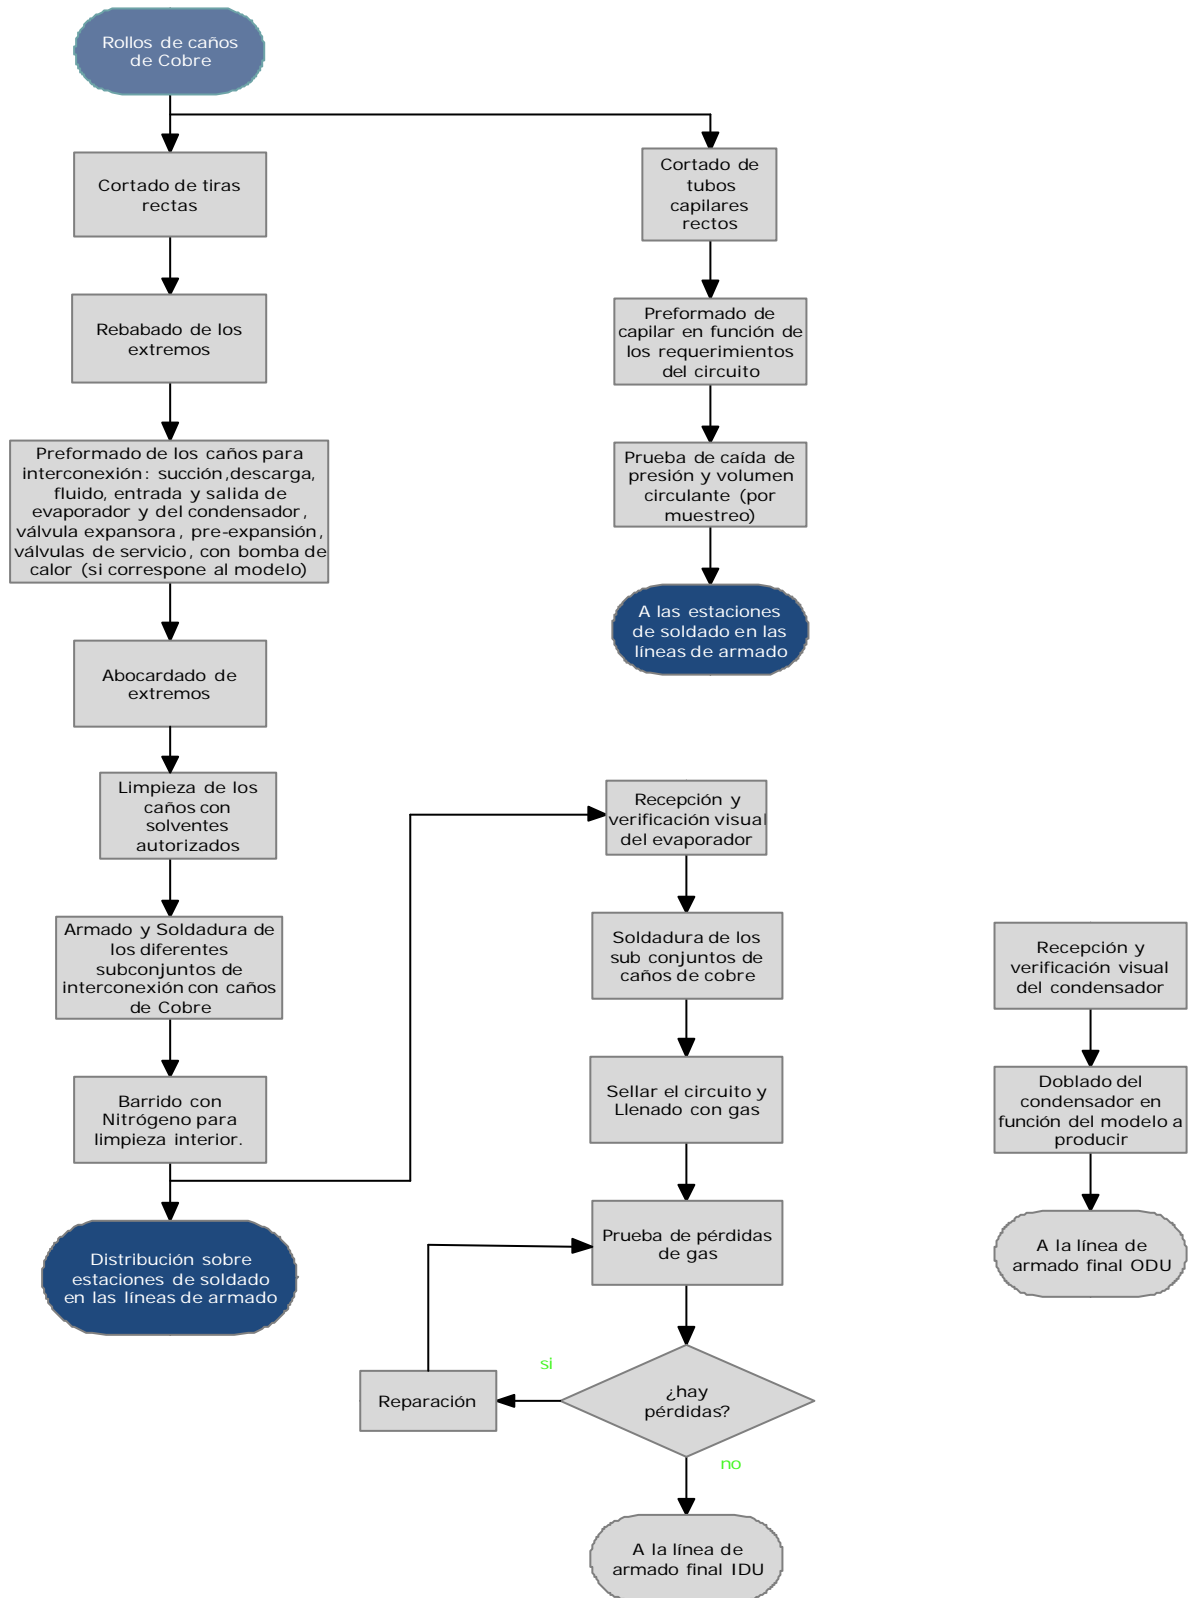 Rollos de caños
de Cobre
Cortado de tiras
rectas
Rebabado de los
extremos
Preformado de los caños para
interconexión: succión,descarga,
fluido, entrada y salida de
evaporador y del condensador,
válvula expansora, pre-expansión,
válvulas de servicio, con bomba de
calor (si correspone al modelo)
Abocardado de
extremos
Limpieza de los
caños con
solventes
autorizados
Armado y Soldadura de
los diferentes
subconjuntos de
interconexión con caños
de Cobre
Barrido con
Nitrógeno para
limpieza interior.
Distribución sobre
estaciones de soldado
en las líneas de armado
Cortado de
tubos
capilares
rectos
Preformado de
capilar en función de
los requerimientos
del circuito
Prueba de caída de
presión y volumen
circulante (por
muestreo)
A las estaciones
de soldado en las
líneas de armado
Recepción y
verificación visual
del evaporador
Soldadura de los
sub conjuntos de
caños de cobre
Sellar el circuito y
Llenado con gas
Prueba de pérdidas
de gas
¿hay
pérdidas?
si
Reparación
no
A la línea de
armado final IDU
Recepción y
verificación visual
del condensador
Doblado del
condensador en
función del modelo a
producir
A la línea de
armado final ODU